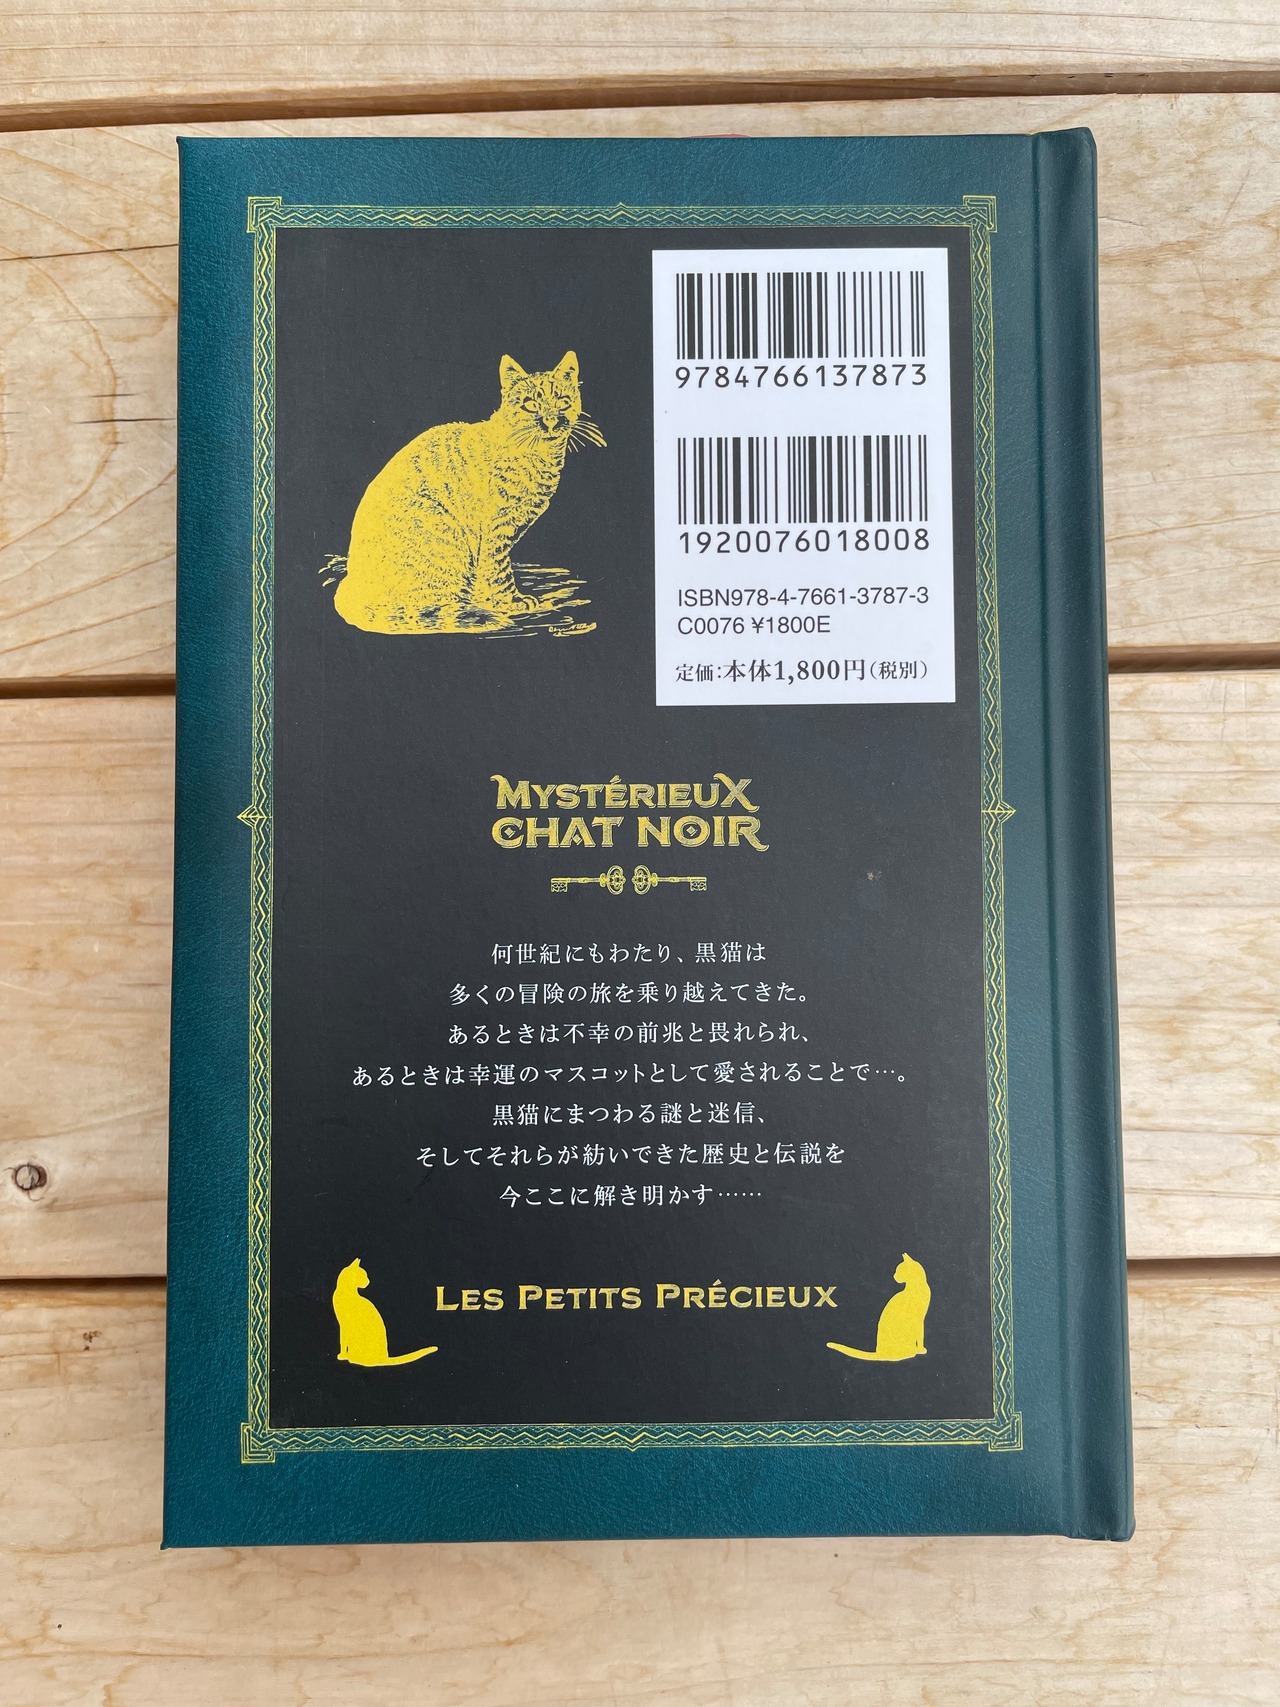 9784766137873
1920076018008
ISBN978-4-7661-3787-3
C0076 ¥1800E
定価：本体1,800円（税別）
MYSTÉRIEUX
CHAT NOIR
何世紀にもわたり、黒猫は
多くの冒険の旅を乗り越えてきた。
あるときは不幸の前兆と畏れられ、
あるときは幸運のマスコットとして愛されることで…。
黒猫にまつわる謎と迷信、
そしてそれらが紡いできた歴史と伝説を
今ここに解き明かす……
LES PETITS PRÉCIEUX